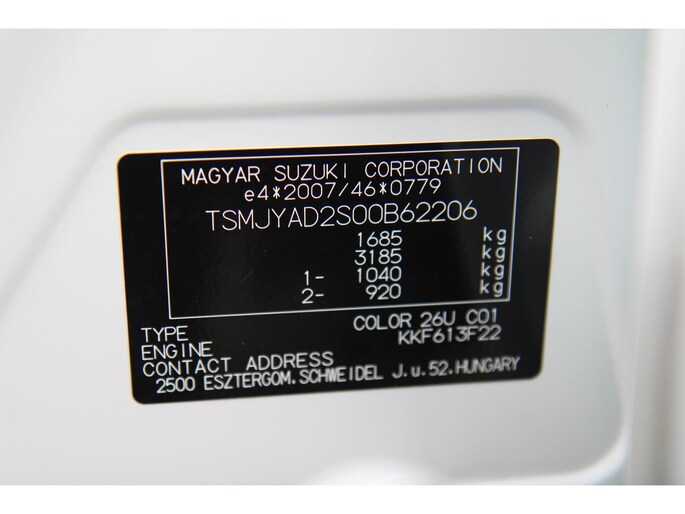 MAGYAR SUZUKI CORPORATION
e4*2007/46*0779
TSMJYAD2S00B62206
1685 kg
3185 kg
1- 1040 kg
2- 920 kg
TYPE COLOR 26U C01
ENGINE KKF613F22
CONTACT ADDRESS
2500 ESZTERGOM.SCHWEIDEL J.u.52.HUNGARY